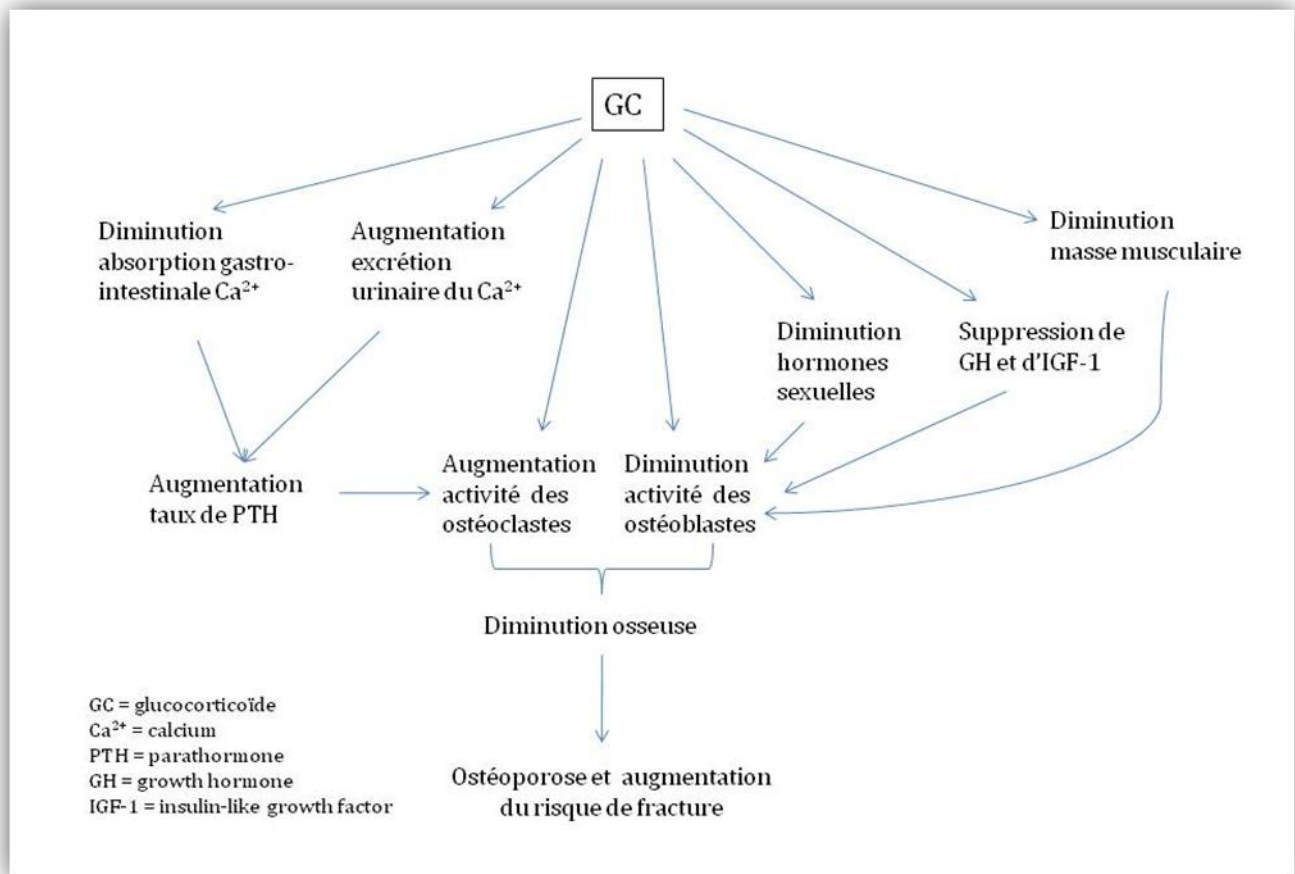 GC
Diminution
absorption gastro-
intestinale Ca²⁺
Augmentation
excrétion
urinaire du Ca²⁺
Diminution
masse musculaire
Diminution
hormones
sexuelles
Suppression de
GH et d'IGF-1
Augmentation
taux de PTH
Augmentation
activité des
ostéoclastes
Diminution
activité des
ostéoblastes
Diminution osseuse
Ostéoporose et augmentation
du risque de fracture
GC = glucocorticoïde
Ca²⁺ = calcium
PTH = parathormone
GH = growth hormone
IGF-1 = insulin-like growth factor